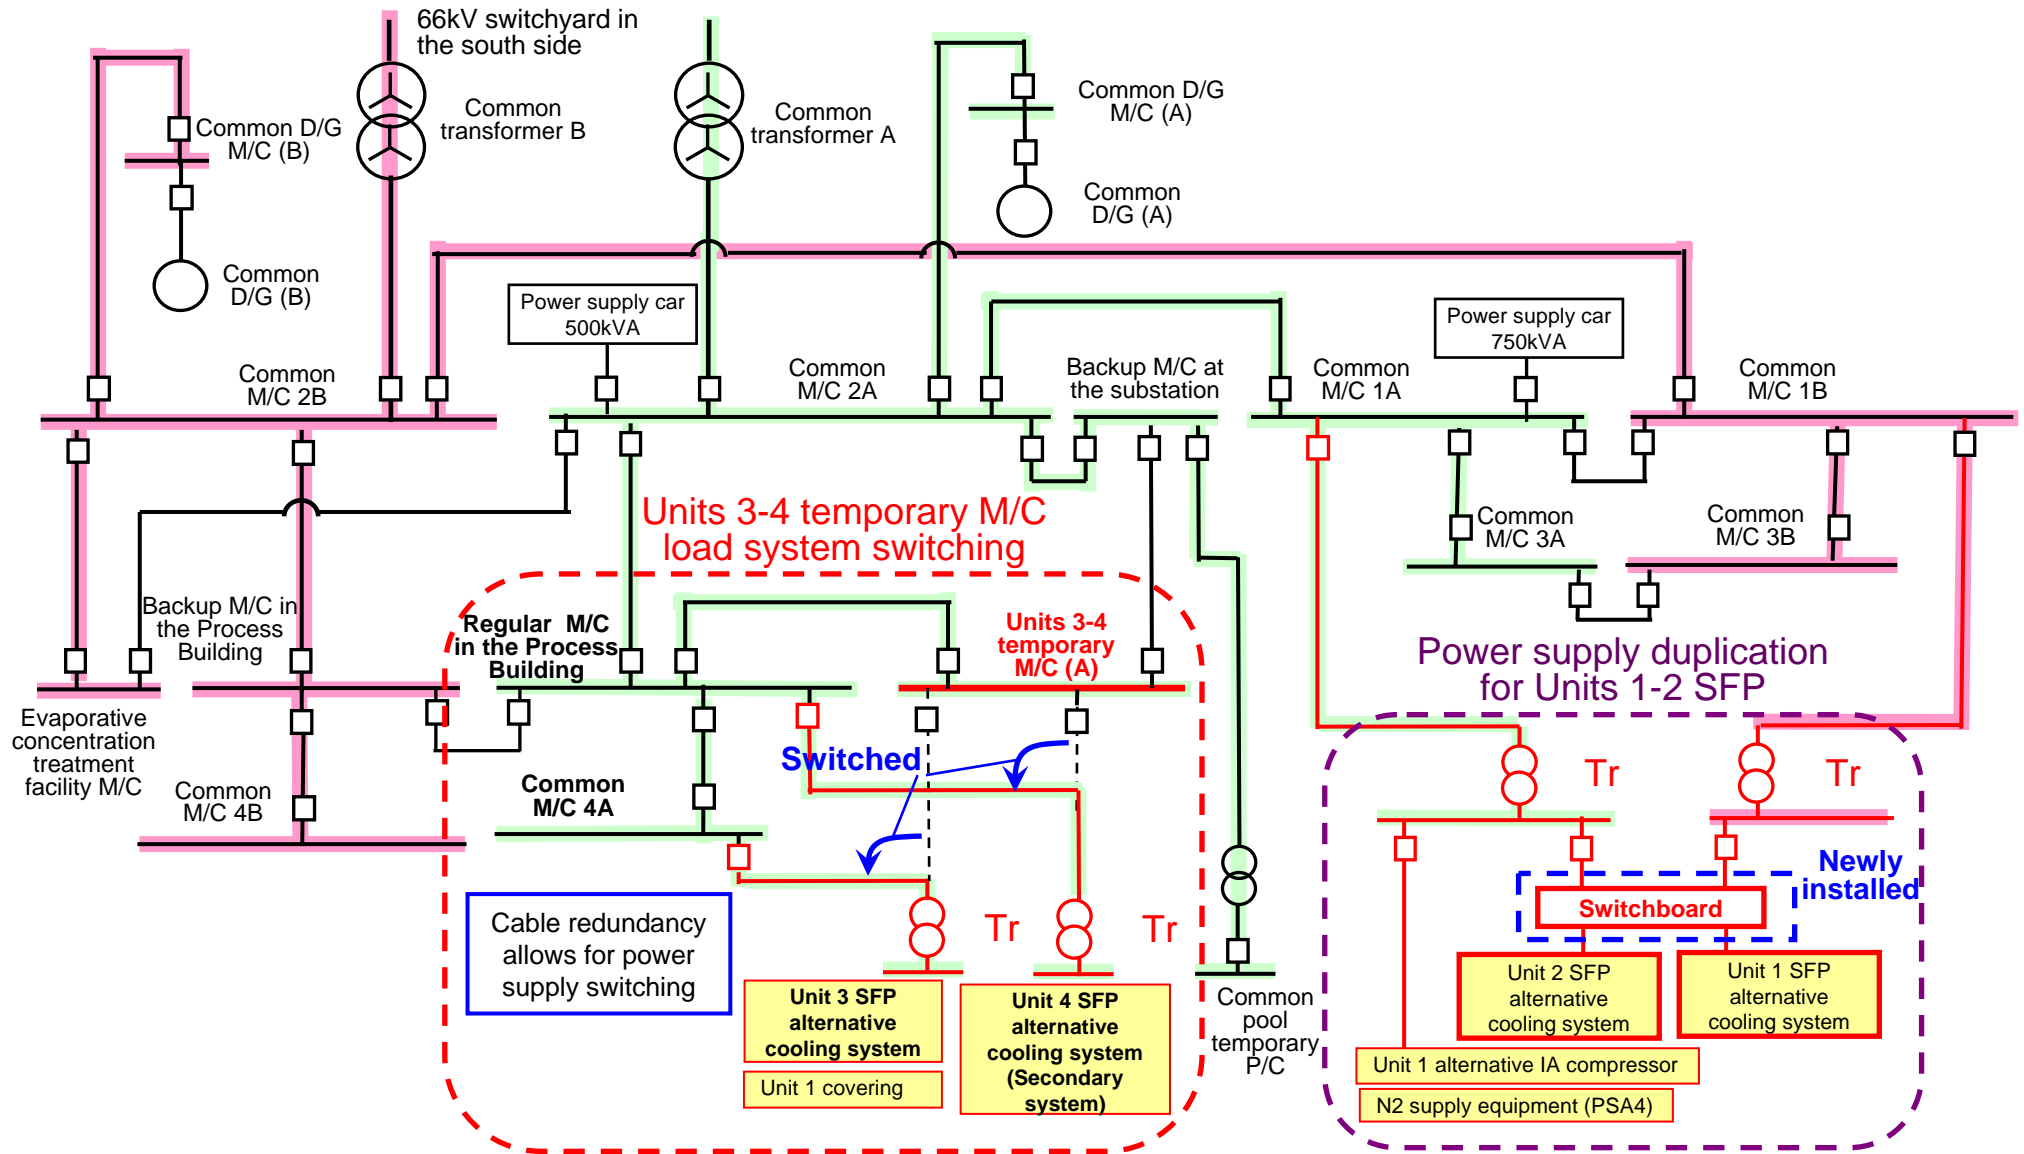 66kV switchyard in
the south side
Common D/G
M/C (B)
Common
transformer B
Common
transformer A
Common D/G
M/C (A)
Common
D/G (A)
Common
D/G (B)
Power supply car
500kVA
Power supply car
750kVA
Common
M/C 2B
Common
M/C 2A
Backup M/C at
the substation
Common
M/C 1A
Common
M/C 1B
Units 3-4 temporary M/C
load system switching
Common
M/C 3A
Common
M/C 3B
Backup M/C in
the Process
Building
Regular M/C
in the Process
Building
Units 3-4
temporary
M/C (A)
Power supply duplication
for Units 1-2 SFP
Evaporative
concentration
treatment
facility M/C
Common
M/C 4B
Switched
Common
M/C 4A
Tr
Tr
Newly
installed
Switchboard
Cable redundancy
allows for power
supply switching
Tr
Tr
Unit 3 SFP
alternative
cooling system
Unit 1 covering
Unit 4 SFP
alternative
cooling system
(Secondary
system)
Common
pool
temporary
P/C
Unit 2 SFP
alternative
cooling system
Unit 1 SFP
alternative
cooling system
Unit 1 alternative IA compressor
N2 supply equipment (PSA4)